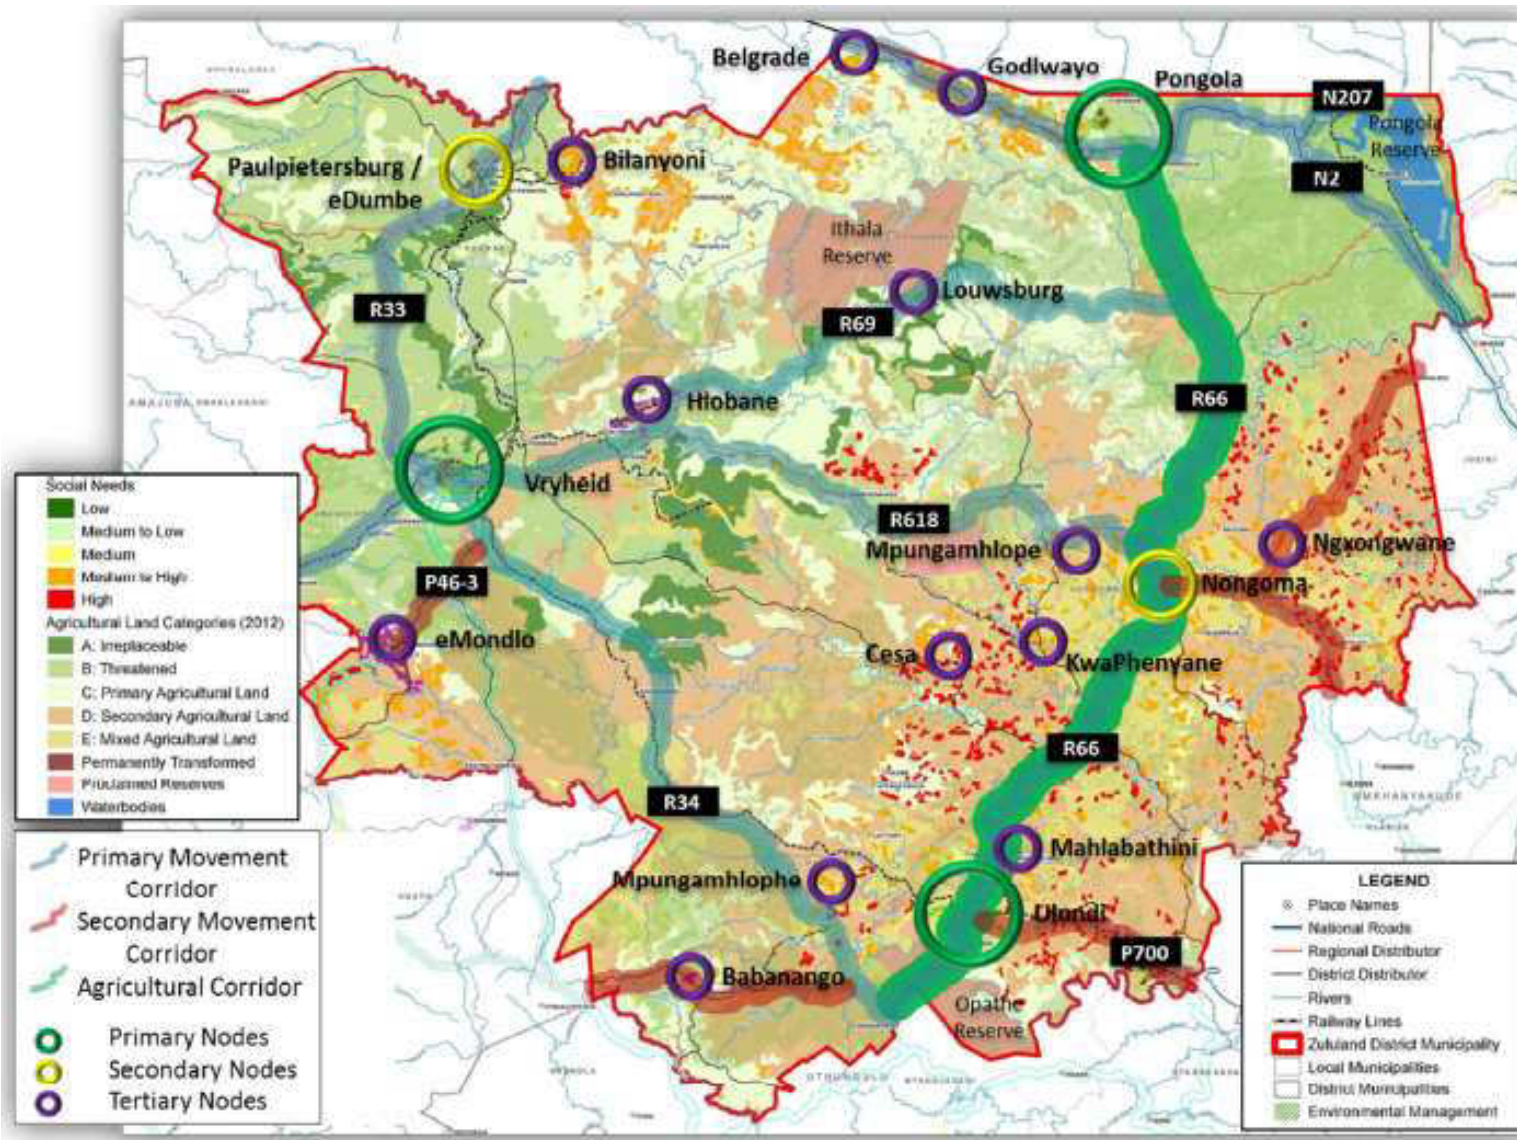 Belgrade
Godlwayo
Pongola
N207
Pongola
Reserve
N2
Paulpietersburg /
eDumbe
Bilanyoni
Ithala
Reserve
Louwsburg
R33
R69
Hlobane
R66
Vryheid
R618
Mpungamhlope
Ngxongwane
P46-3
Nongoma
eMondlo
Cesa
KwaPhenyane
R66
R34
Mahlabathini
Mpungamhlophe
Ulundi
P700
Babanango
Opathe
Reserve
AMAJUBA
UTHUNGULU
UMKHANYAKUDE
Social Needs
Low
Medium to Low
Medium
Medium to High
High
Agricultural Land Categories (2012)
A: Irreplaceable
B: Threatened
C: Primary Agricultural Land
D: Secondary Agricultural Land
E: Mixed Agricultural Land
Permanently Transformed
Proclaimed Reserves
Waterbodies
Primary Movement
Corridor
Secondary Movement
Corridor
Agricultural Corridor
Primary Nodes
Secondary Nodes
Tertiary Nodes
LEGEND
Place Names
National Roads
Regional Distributor
District Distributor
Rivers
Railway Lines
Zululand District Municipality
Local Municipalities
District Municipalities
Environmental Management